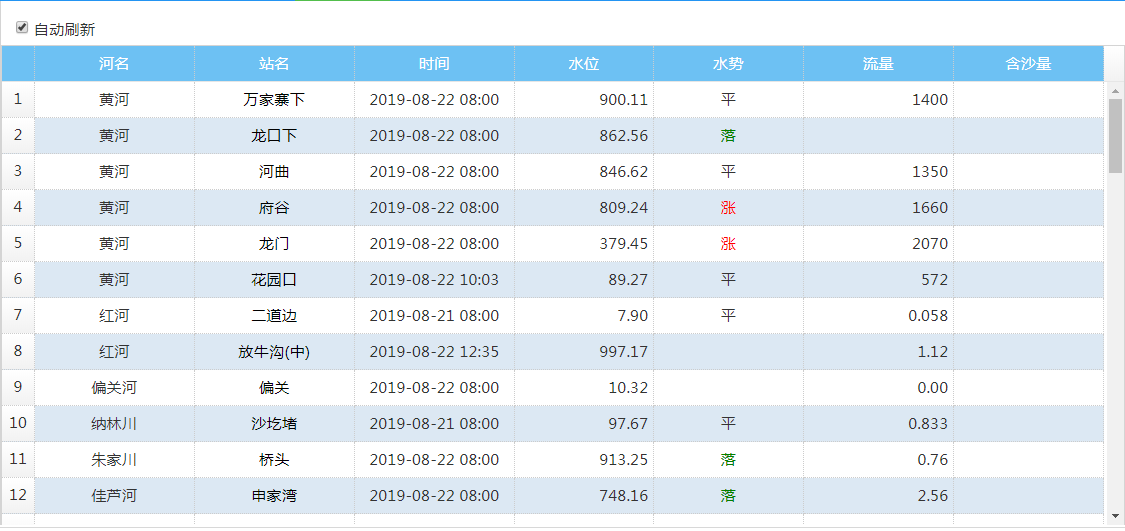 自动刷新
河名 站名 时间 水位 水势 流量 含沙量
1 黄河 万家寨下 2019-08-22 08:00 900.11 平 1400
2 黄河 龙口下 2019-08-22 08:00 862.56 落
3 黄河 河曲 2019-08-22 08:00 846.62 平 1350
4 黄河 府谷 2019-08-22 08:00 809.24 涨 1660
5 黄河 龙门 2019-08-22 08:00 379.45 涨 2070
6 黄河 花园口 2019-08-22 10:03 89.27 平 572
7 红河 二道边 2019-08-21 08:00 7.90 平 0.058
8 红河 放牛沟(中) 2019-08-22 12:35 997.17 1.12
9 偏关河 偏关 2019-08-22 08:00 10.32 0.00
10 纳林川 沙圪堵 2019-08-21 08:00 97.67 平 0.833
11 朱家川 桥头 2019-08-22 08:00 913.25 落 0.76
12 佳芦河 申家湾 2019-08-22 08:00 748.16 落 2.56